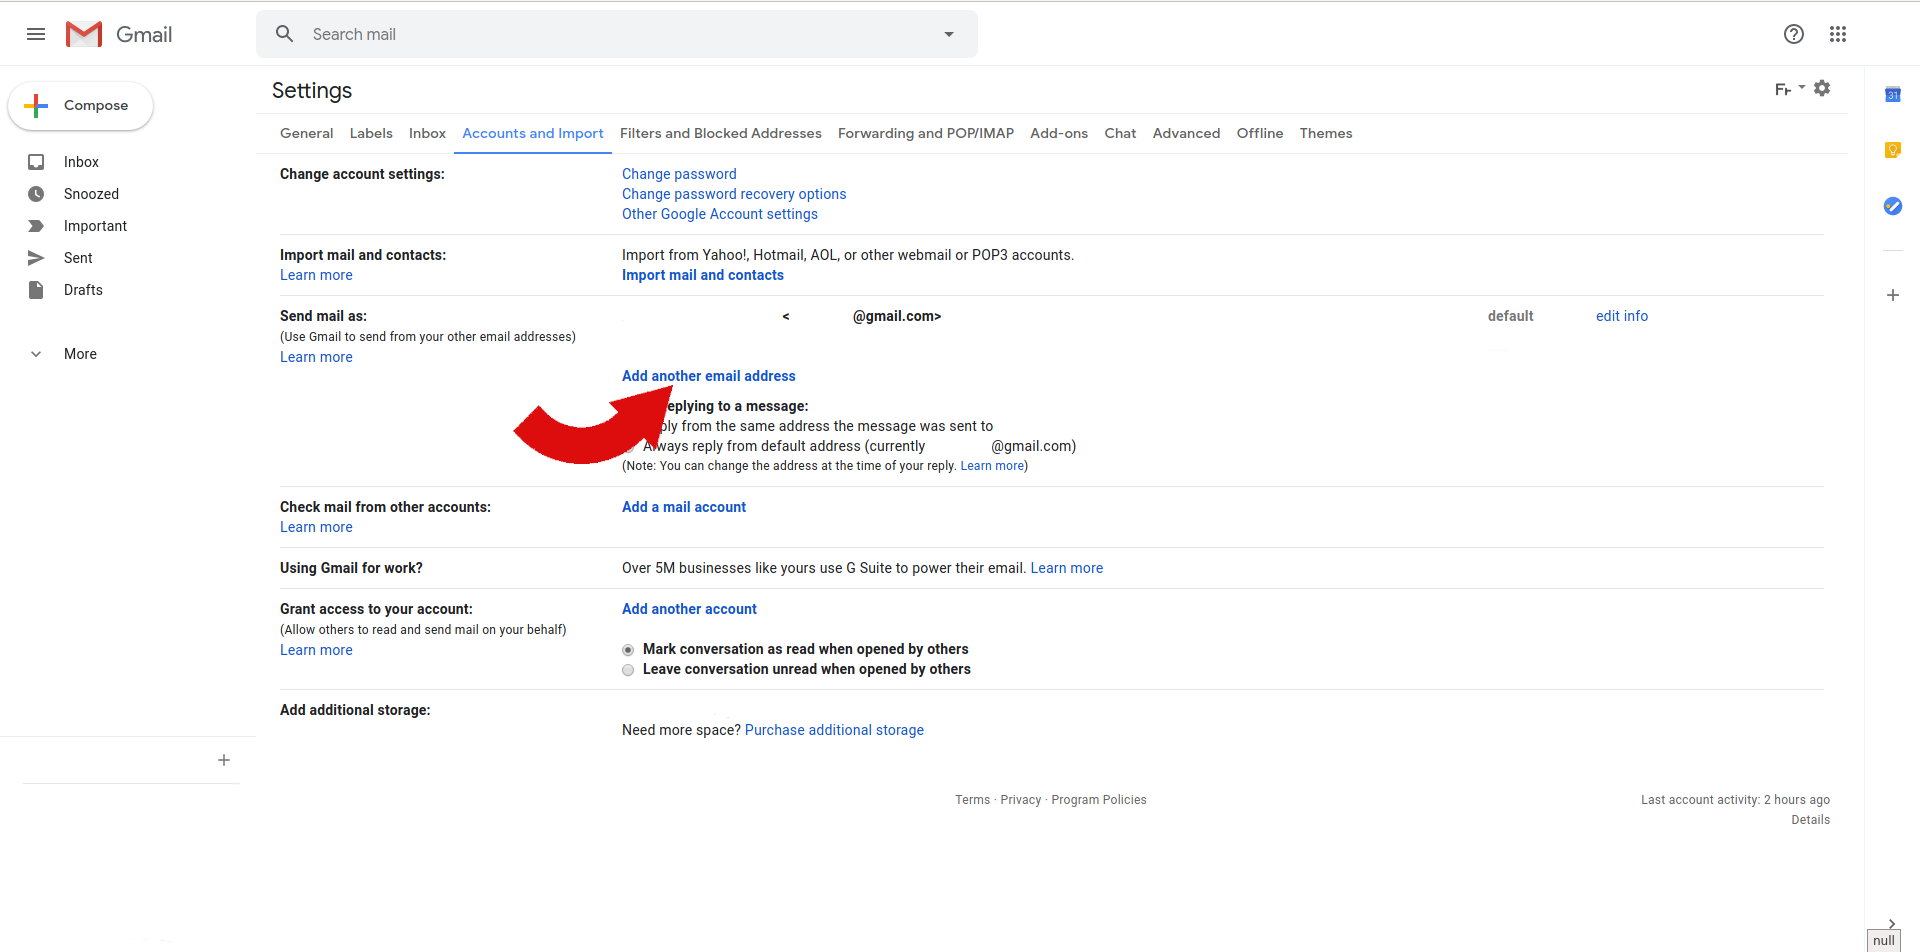 Gmail
Search mail
Compose
Inbox
Snoozed
Important
Sent
Drafts
More
Settings
General Labels Inbox Accounts and Import Filters and Blocked Addresses Forwarding and POP/IMAP Add-ons Chat Advanced Offline Themes
Change account settings:
Change password
Change password recovery options
Other Google Account settings
Import mail and contacts:
Learn more
Import from Yahoo!, Hotmail, AOL, or other webmail or POP3 accounts.
Import mail and contacts
Send mail as:
(Use Gmail to send from your other email addresses)
Learn more
< @gmail.com> default edit info
Add another email address
eplying to a message:
ply from the same address the message was sent to
Always reply from default address (currently @gmail.com)
(Note: You can change the address at the time of your reply. Learn more)
Check mail from other accounts:
Learn more
Add a mail account
Using Gmail for work?
Over 5M businesses like yours use G Suite to power their email. Learn more
Grant access to your account:
(Allow others to read and send mail on your behalf)
Learn more
Add another account
Mark conversation as read when opened by others
Leave conversation unread when opened by others
Add additional storage:
Need more space? Purchase additional storage
Terms · Privacy · Program Policies
Last account activity: 2 hours ago
Details
31
null